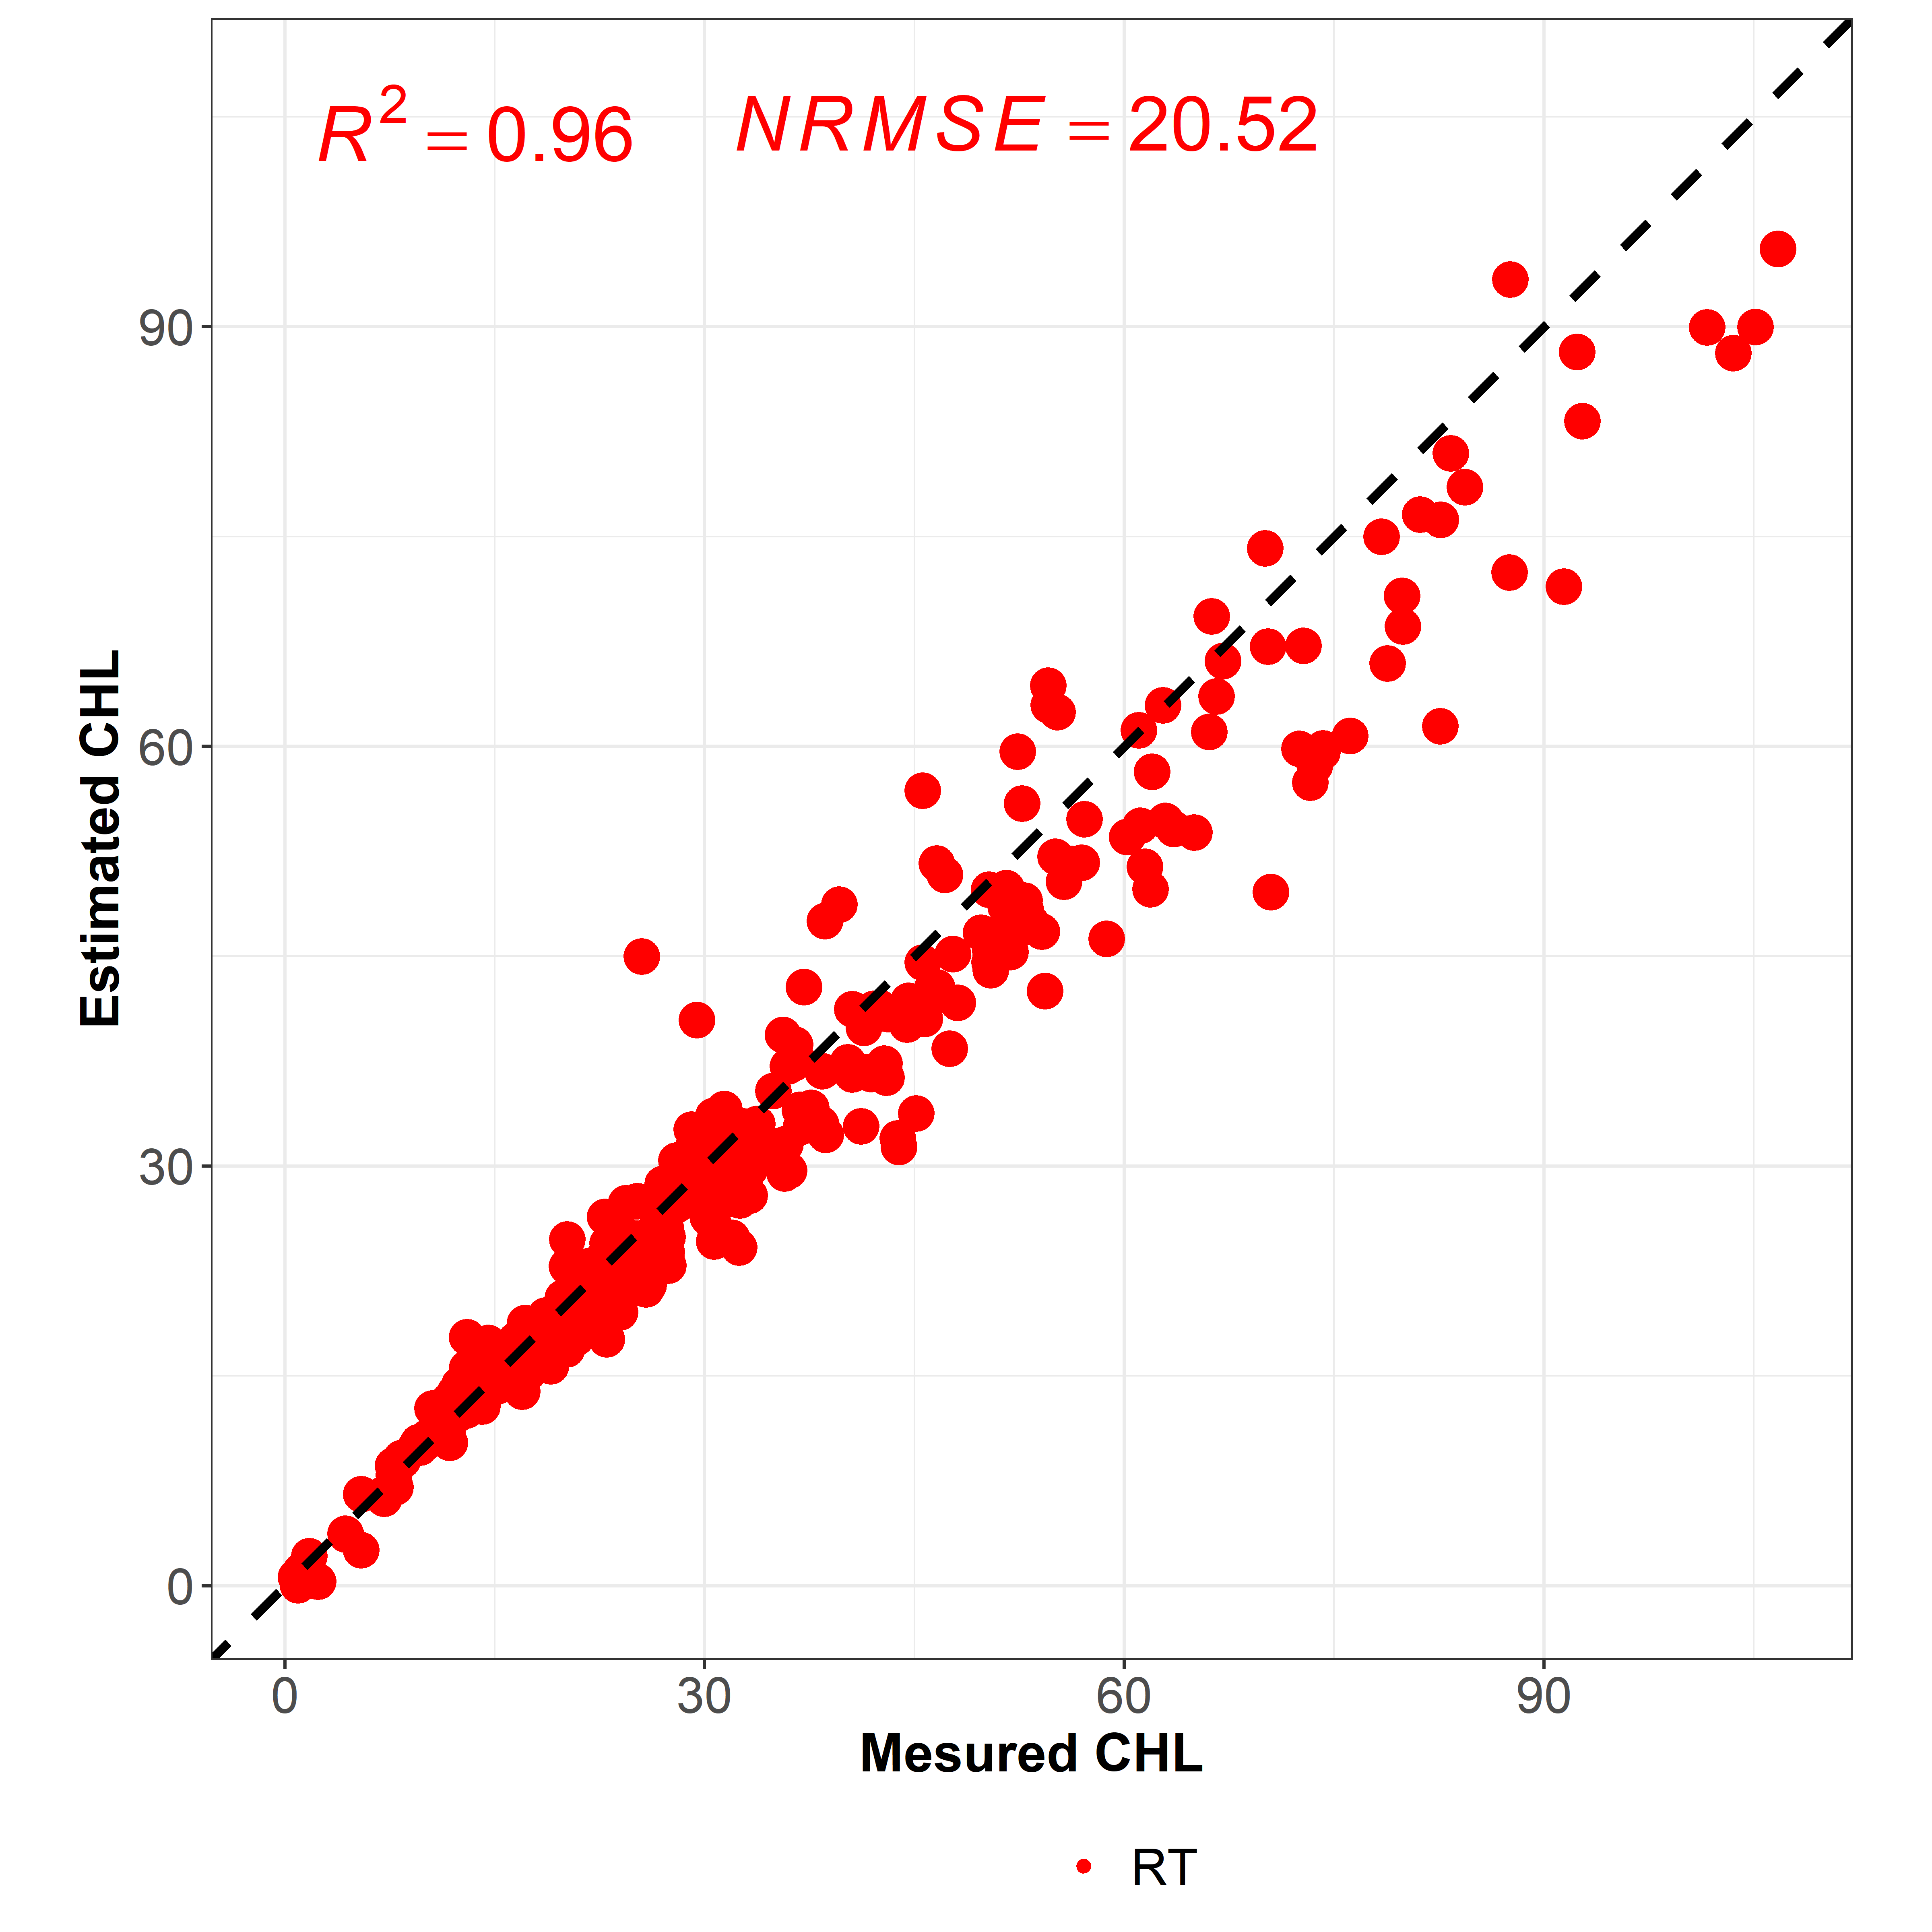 R² = 0.96 NRMSE = 20.52
90
60
30
0
Estimated CHL
0 30 60 90
Mesured CHL
RT